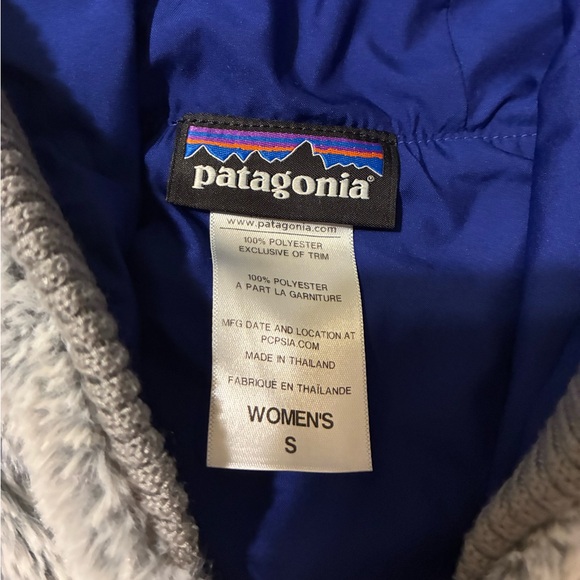 patagonia®
www.patagonia.com
100% POLYESTER
EXCLUSIVE OF TRIM
100% POLYESTER
A PART LA GARNITURE
MFG DATE AND LOCATION AT
PCPSIA.COM
MADE IN THAILAND
FABRIQUÉ EN THAÏLANDE
WOMEN'S
S